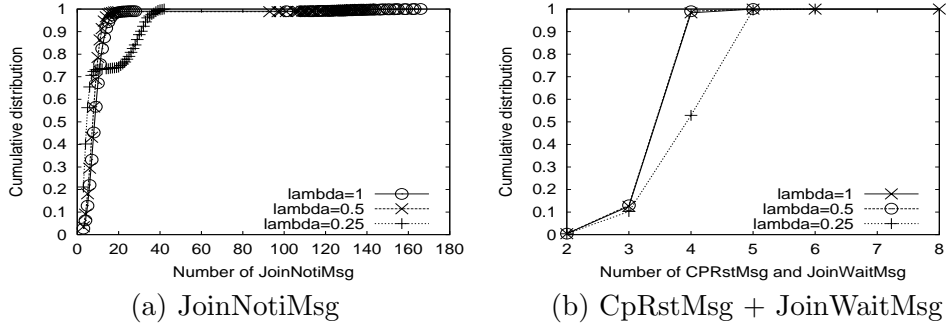 Cumulative distribution
1
0.9
0.8
0.7
0.6
0.5
0.4
0.3
0.2
0.1
0
lambda=1
lambda=0.5
lambda=0.25
0 20 40 60 80 100 120 140 160 180
Number of JoinNotiMsg
(a) JoinNotiMsg
Cumulative distribution
1
0.9
0.8
0.7
0.6
0.5
0.4
0.3
0.2
0.1
0
lambda=1
lambda=0.5
lambda=0.25
2 3 4 5 6 7 8
Number of CPRstMsg and JoinWaitMsg
(b) CpRstMsg + JoinWaitMsg